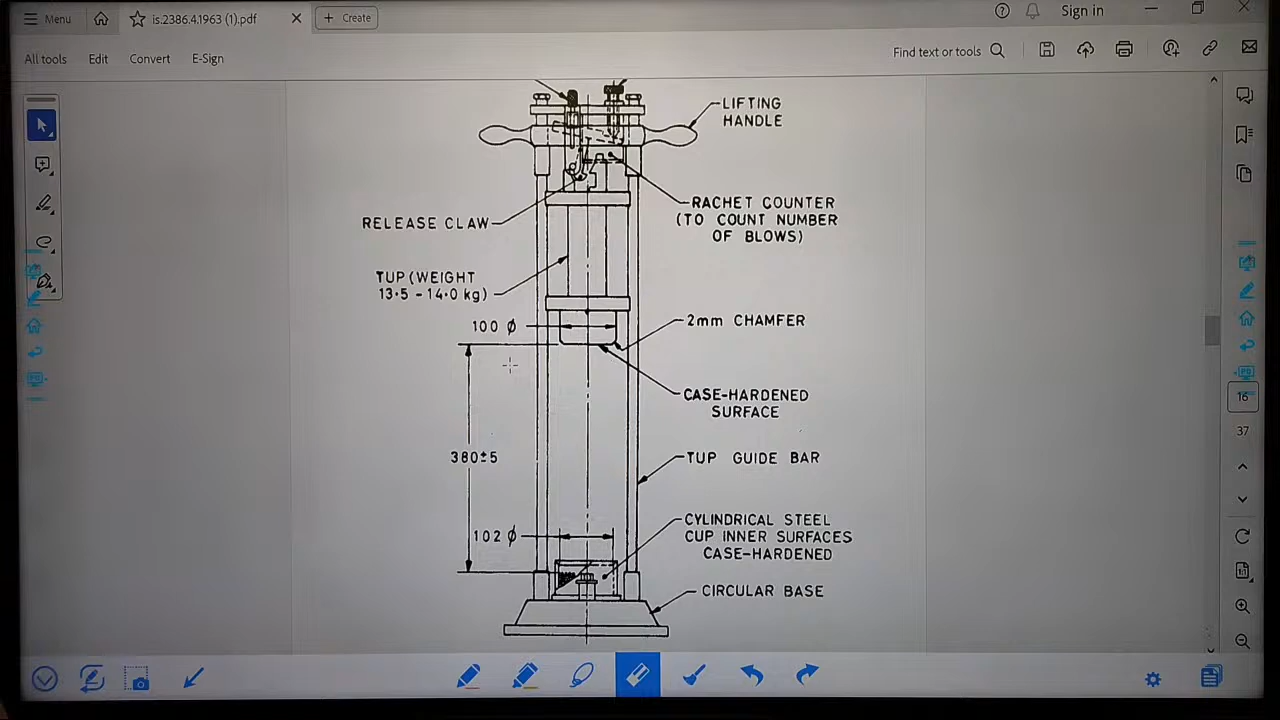 Menu
is.2386.4.1963 (1).pdf
Create
Sign in
All tools
Edit
Convert
E-Sign
Find text or tools
LIFTING
HANDLE
RACHET COUNTER
(TO COUNT NUMBER
OF BLOWS)
RELEASE CLAW
TUP (WEIGHT
13·5 – 14·0 kg)
100 ϕ
2mm CHAMFER
CASE-HARDENED
SURFACE
380±5
TUP GUIDE BAR
102 ϕ
CYLINDRICAL STEEL
CUP INNER SURFACES
CASE-HARDENED
CIRCULAR BASE
16
37